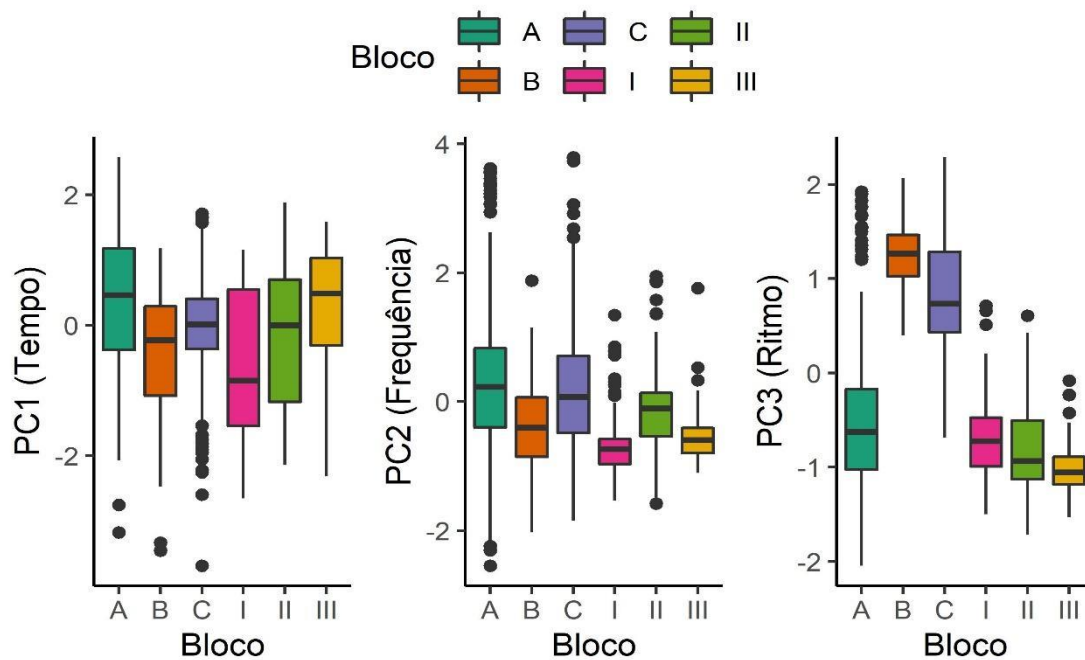 Bloco
A C II
B I III
PC1 (Tempo)
2
0
-2
A B C I II III
Bloco
PC2 (Frequência)
4
2
0
-2
A B C I II III
Bloco
PC3 (Ritmo)
2
1
0
-1
-2
A B C I II III
Bloco